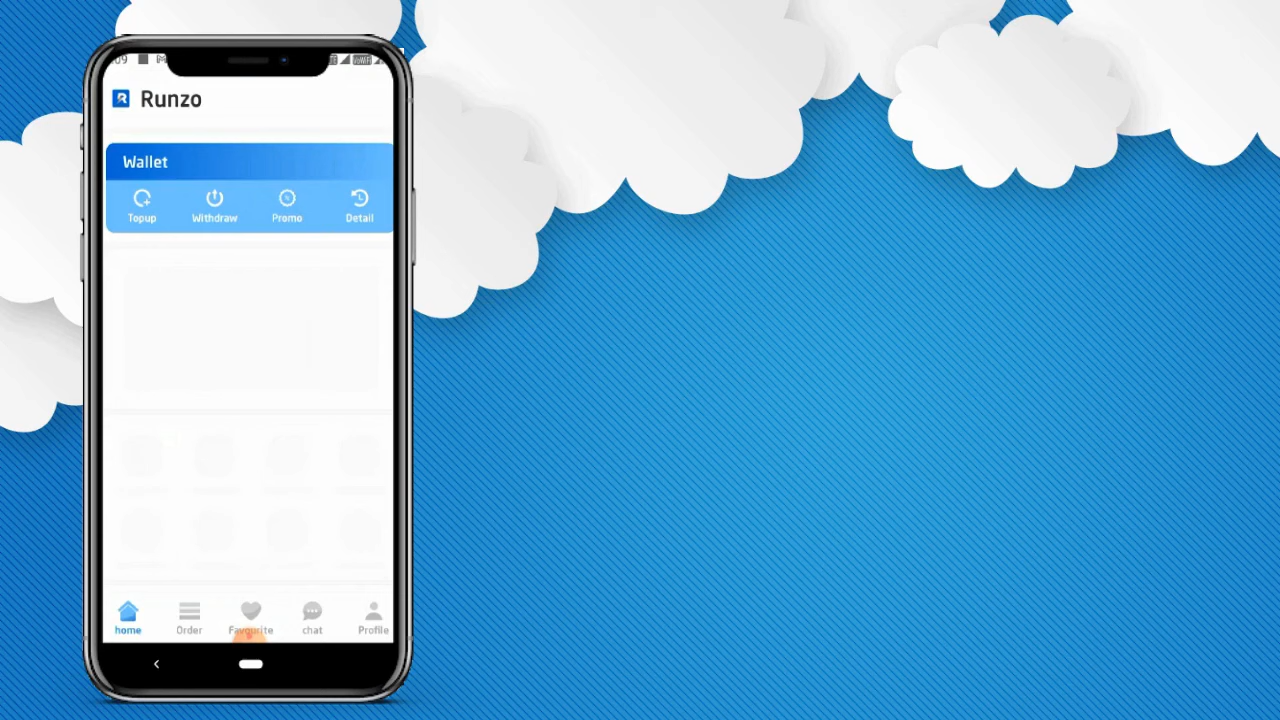 Runzo
Wallet
Topup Withdraw Promo Detail
home Order Favourite chat Profile